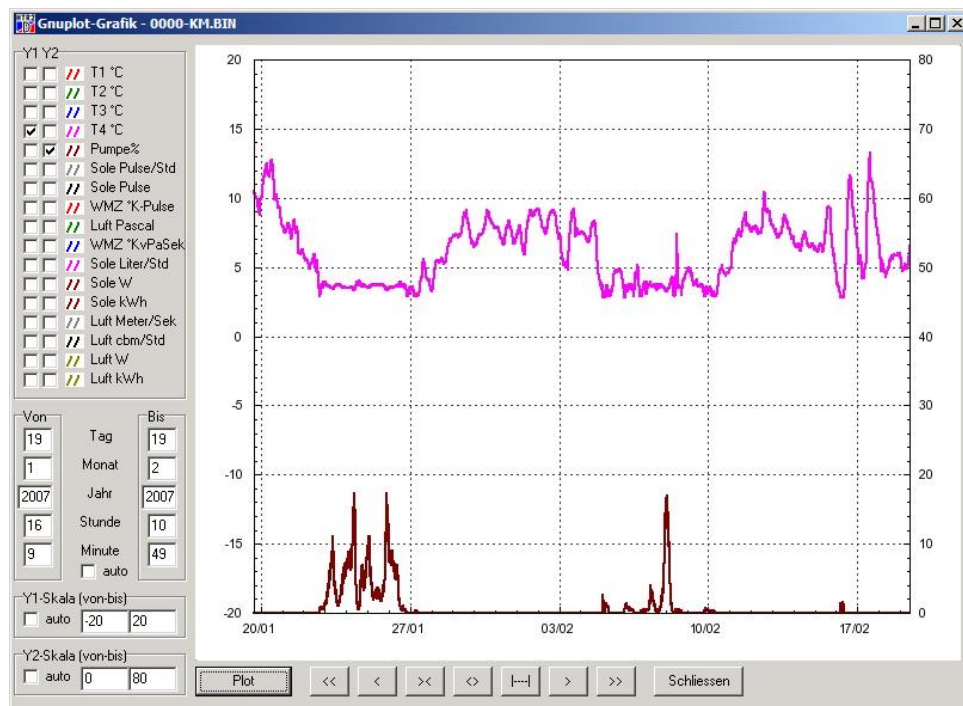 Gnuplot-Grafik - 0000-KM.BIN
Y1 Y2
T1 °C
T2 °C
T3 °C
T4 °C
Pumpe%
Sole Pulse/Std
Sole Pulse
WMZ °K-Pulse
Luft Pascal
WMZ °KvPaSek
Sole Liter/Std
Sole W
Sole kWh
Luft Meter/Sek
Luft cbm/Std
Luft W
Luft kWh
Von Bis
19 Tag 19
1 Monat 2
2007 Jahr 2007
16 Stunde 10
9 Minute 49
auto
Y1-Skala (von-bis)
auto -20 20
Y2-Skala (von-bis)
auto 0 80
20 80
15 70
10 60
5 50
0 40
-5 30
-10 20
-15 10
-20 0
20/01 27/01 03/02 10/02 17/02
Plot << < >< <> |---| > >> Schliessen